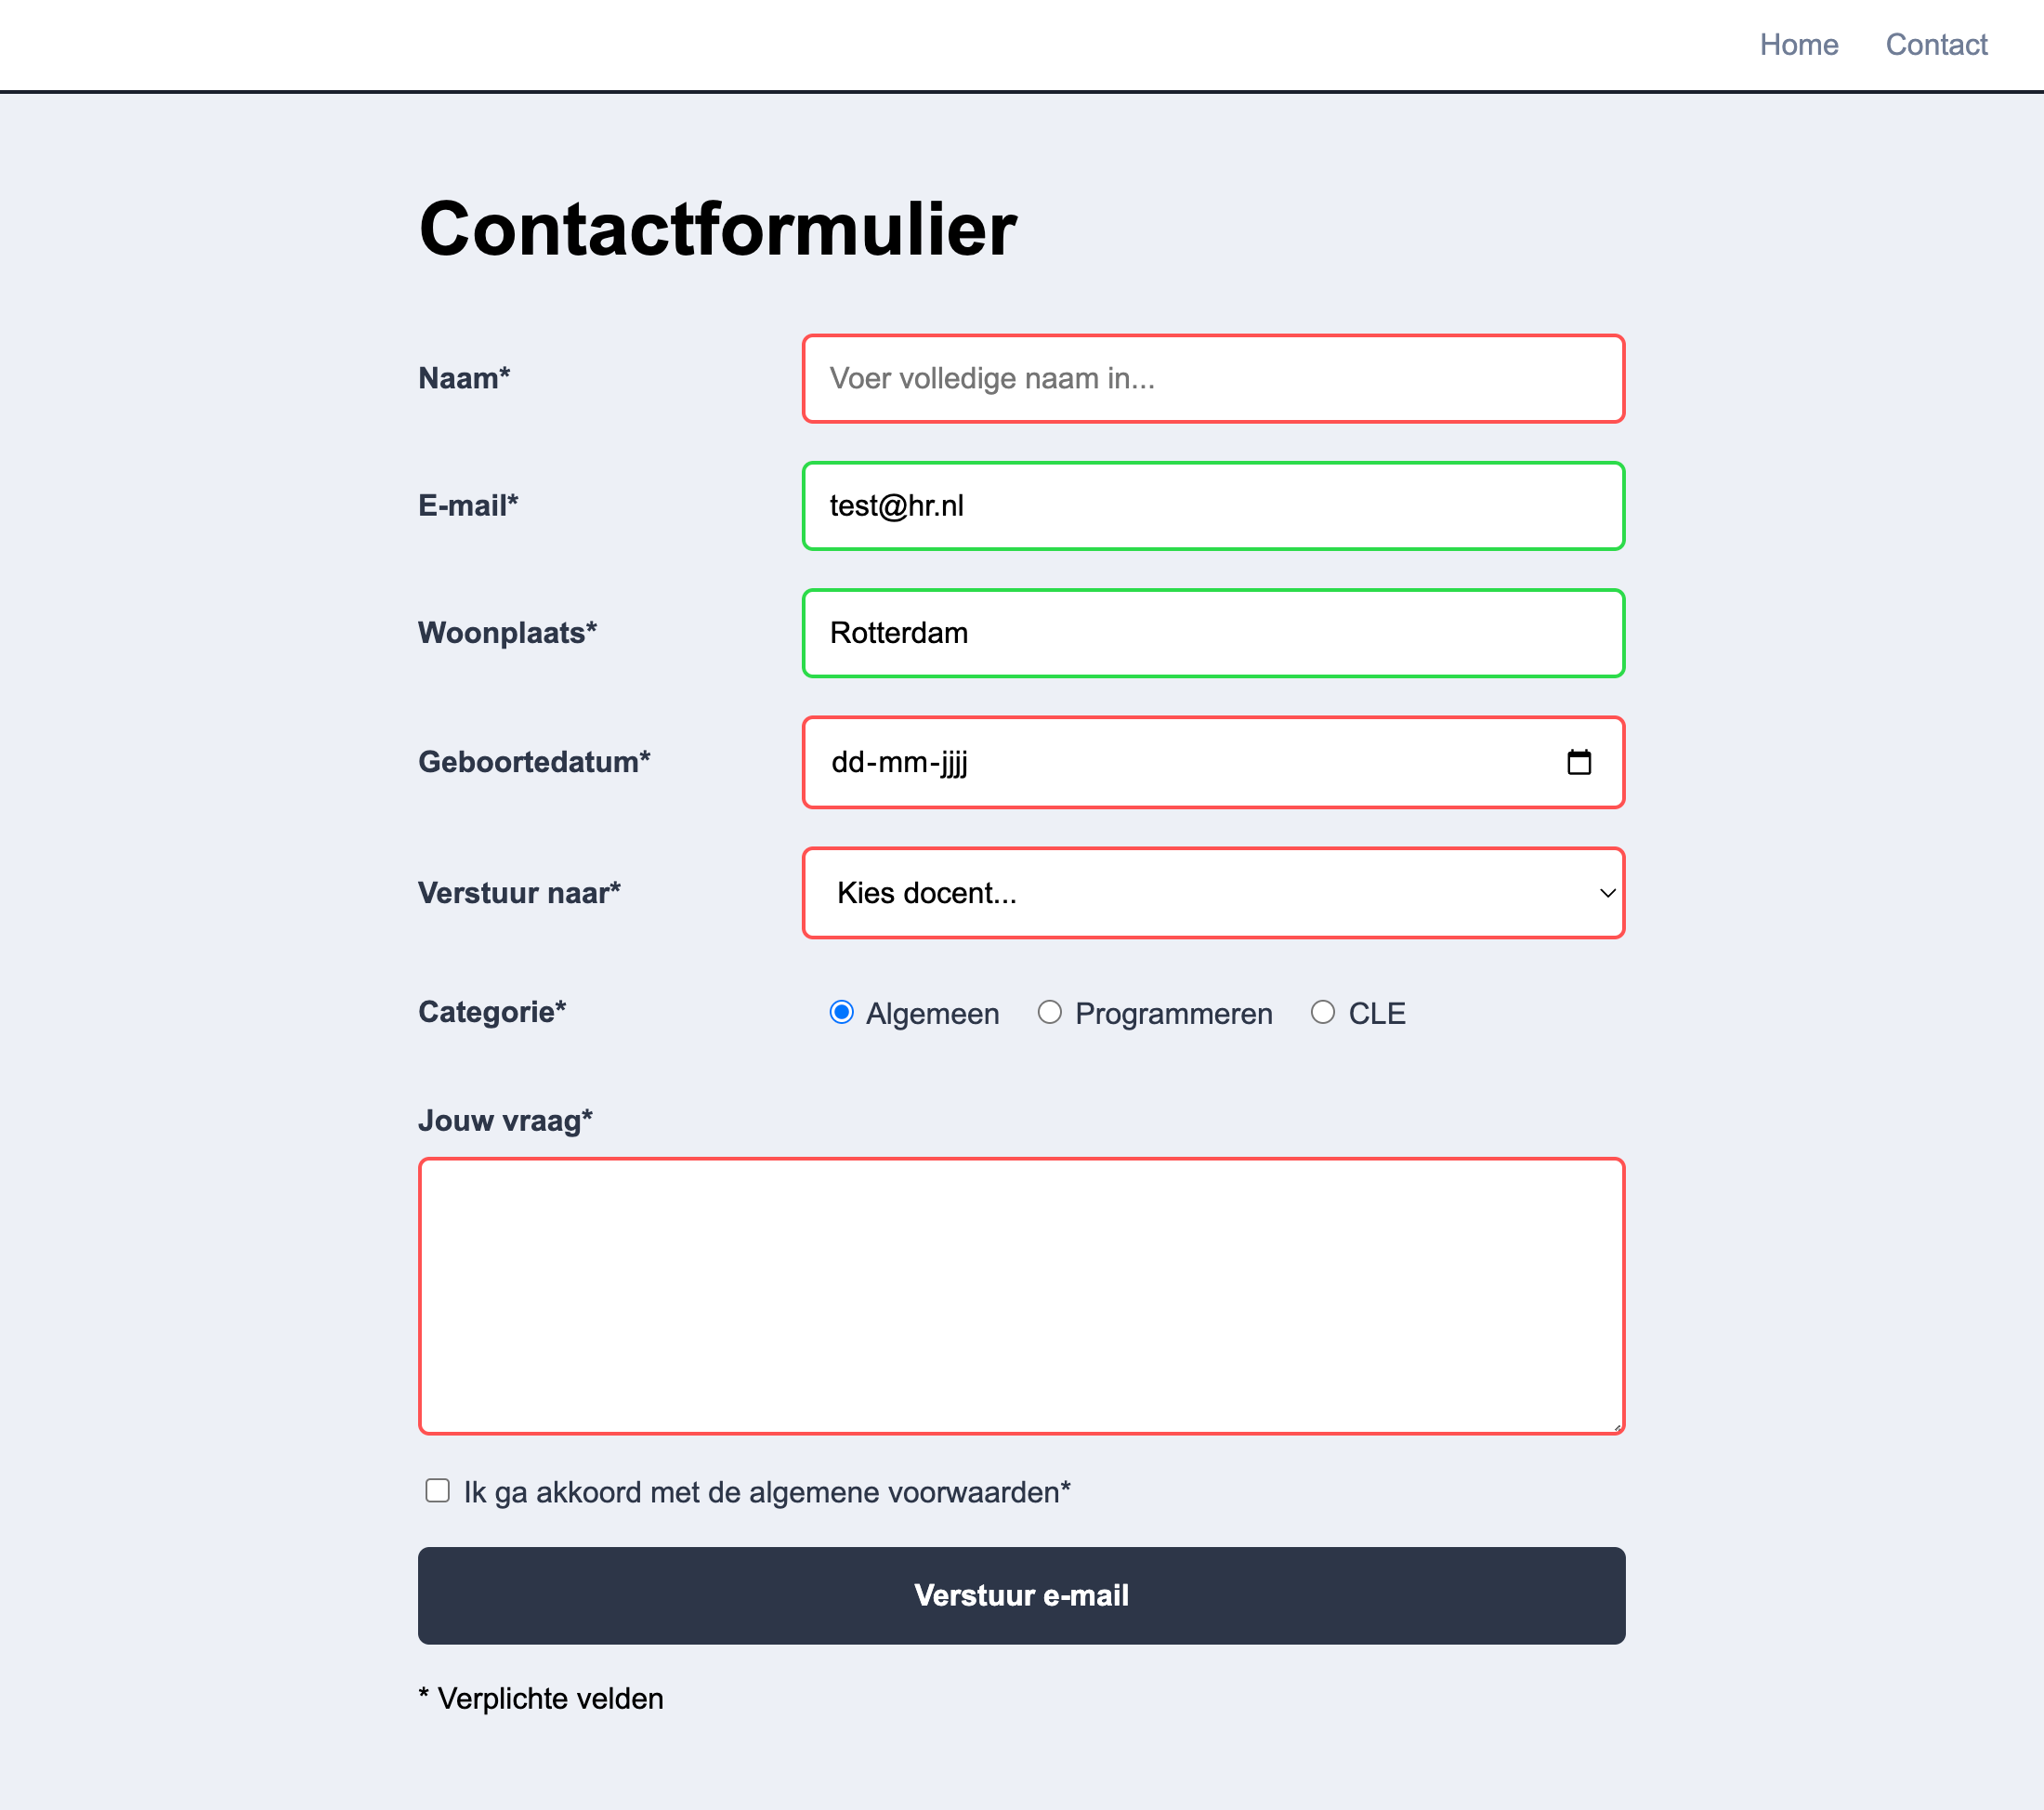 Home Contact
Contactformulier
Naam*
Voer volledige naam in...
E-mail*
test@hr.nl
Woonplaats*
Rotterdam
Geboortedatum*
dd-mm-jjjj
Verstuur naar*
Kies docent...
Categorie*
Algemeen Programmeren CLE
Jouw vraag*
Ik ga akkoord met de algemene voorwaarden*
Verstuur e-mail
* Verplichte velden